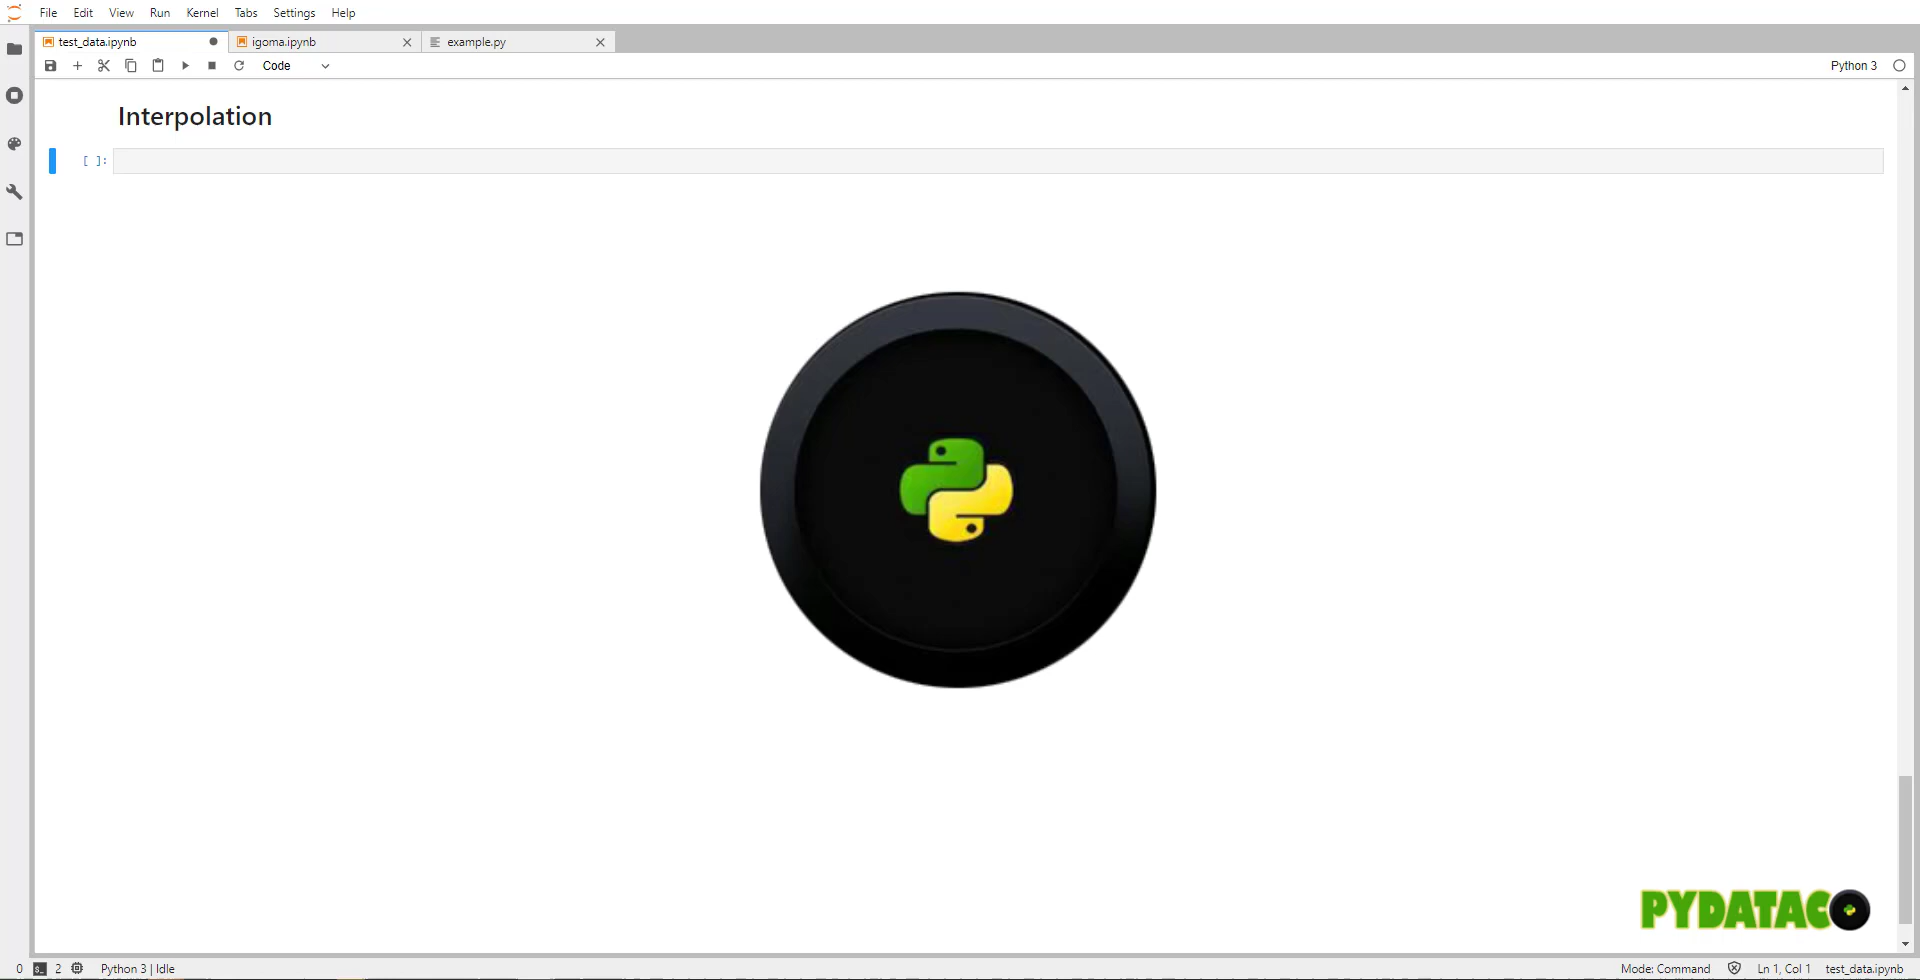 File Edit View Run Kernel Tabs Settings Help
test_data.ipynb igoma.ipynb example.py
Code Python 3
Interpolation
[ ]:
PYDATACO
0 2 Python 3 | Idle Mode: Command Ln 1, Col 1 test_data.ipynb